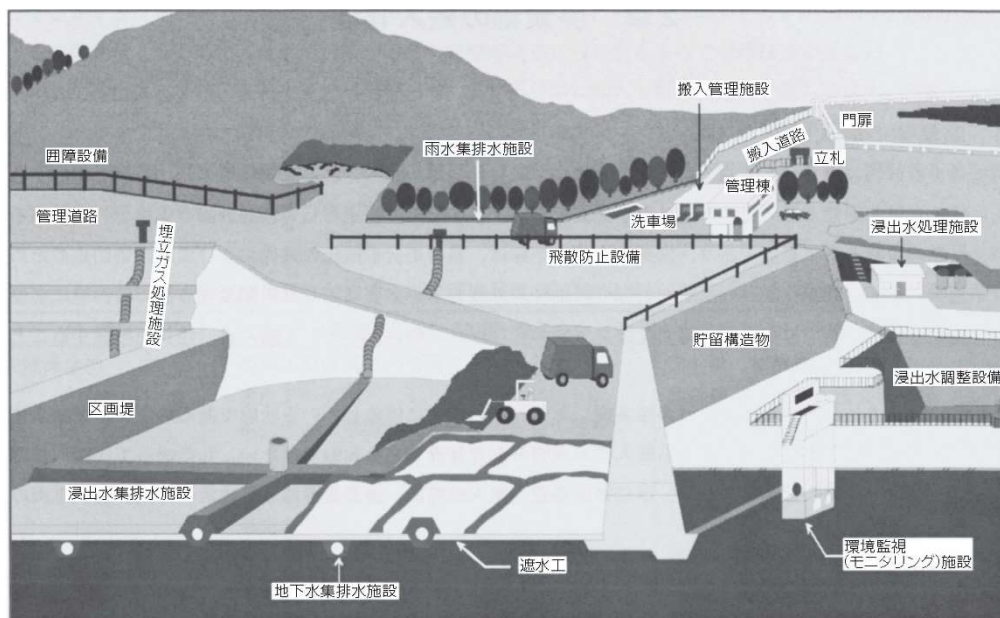 搬入管理施設
門扉
搬入道路
立札
囲障設備
雨水集排水施設
管理棟
管理道路
洗車場
浸出水処理施設
埋立ガス処理施設
飛散防止設備
貯留構造物
浸出水調整設備
区画堤
浸出水集排水施設
環境監視
(モニタリング)施設
遮水工
地下水集排水施設